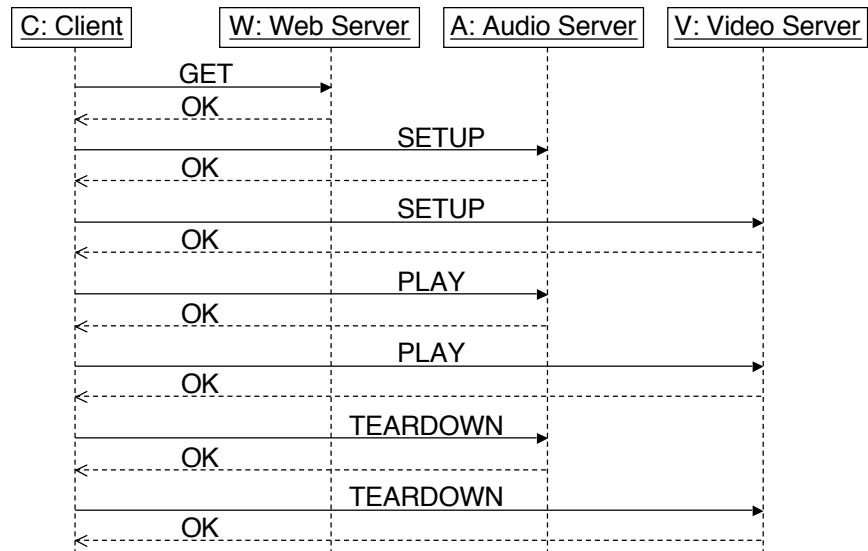 C: Client W: Web Server A: Audio Server V: Video Server
GET
OK
SETUP
OK
SETUP
OK
PLAY
OK
PLAY
OK
TEARDOWN
OK
TEARDOWN
OK